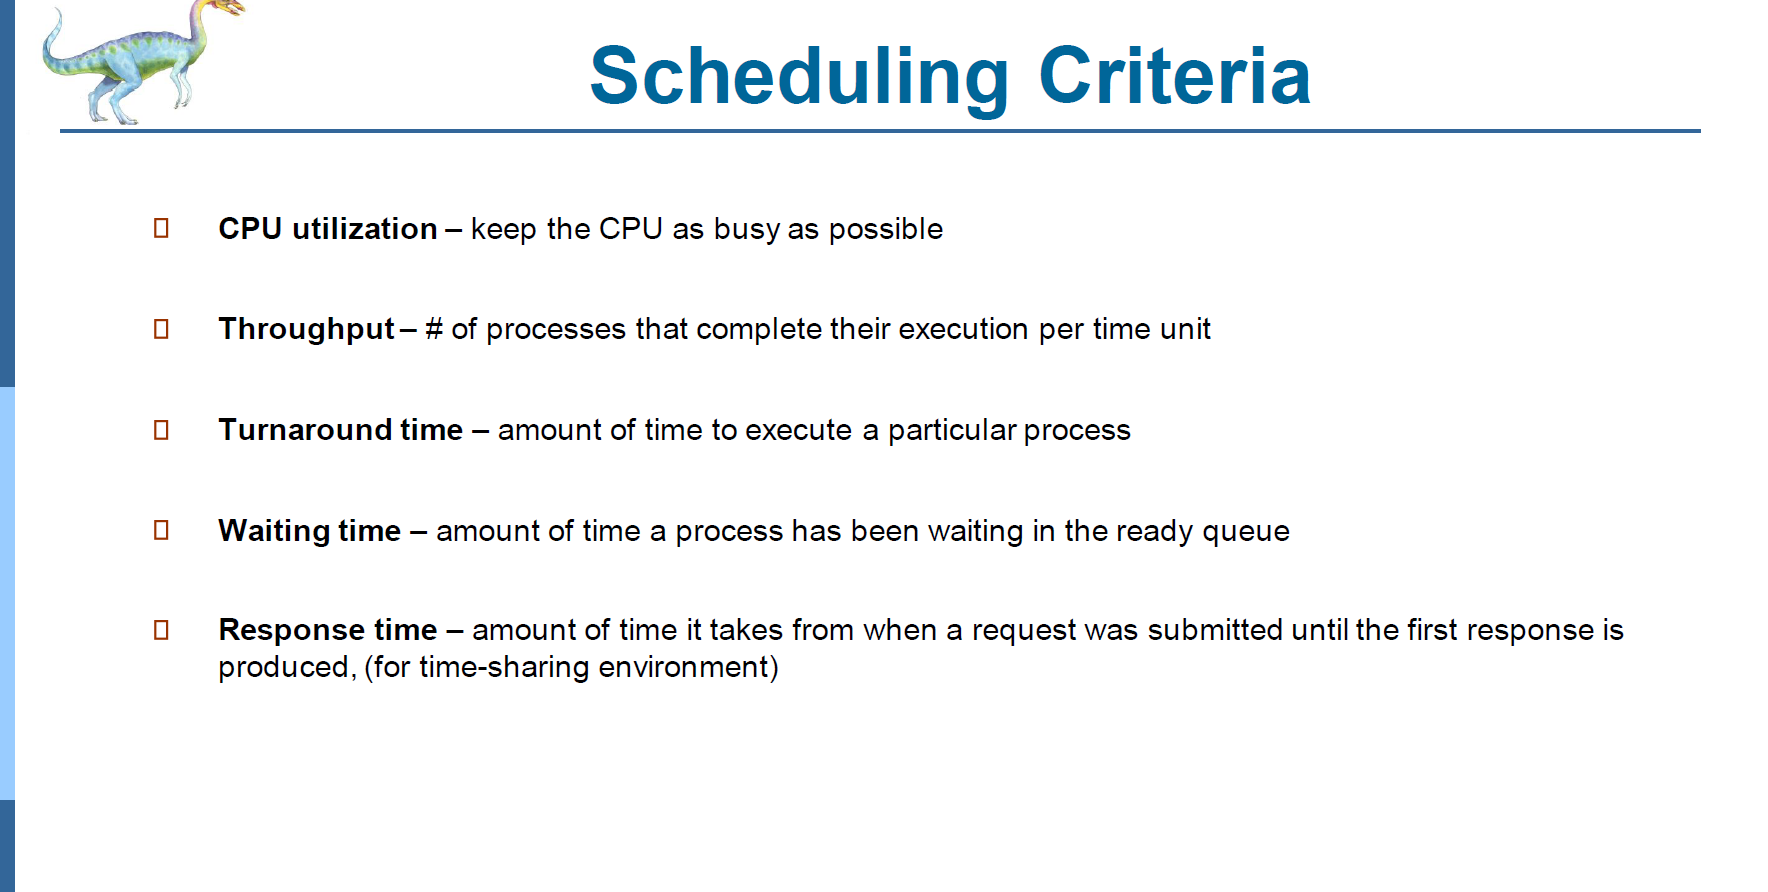 Scheduling Criteria
CPU utilization – keep the CPU as busy as possible
Throughput – # of processes that complete their execution per time unit
Turnaround time – amount of time to execute a particular process
Waiting time – amount of time a process has been waiting in the ready queue
Response time – amount of time it takes from when a request was submitted until the first response is
produced, (for time-sharing environment)